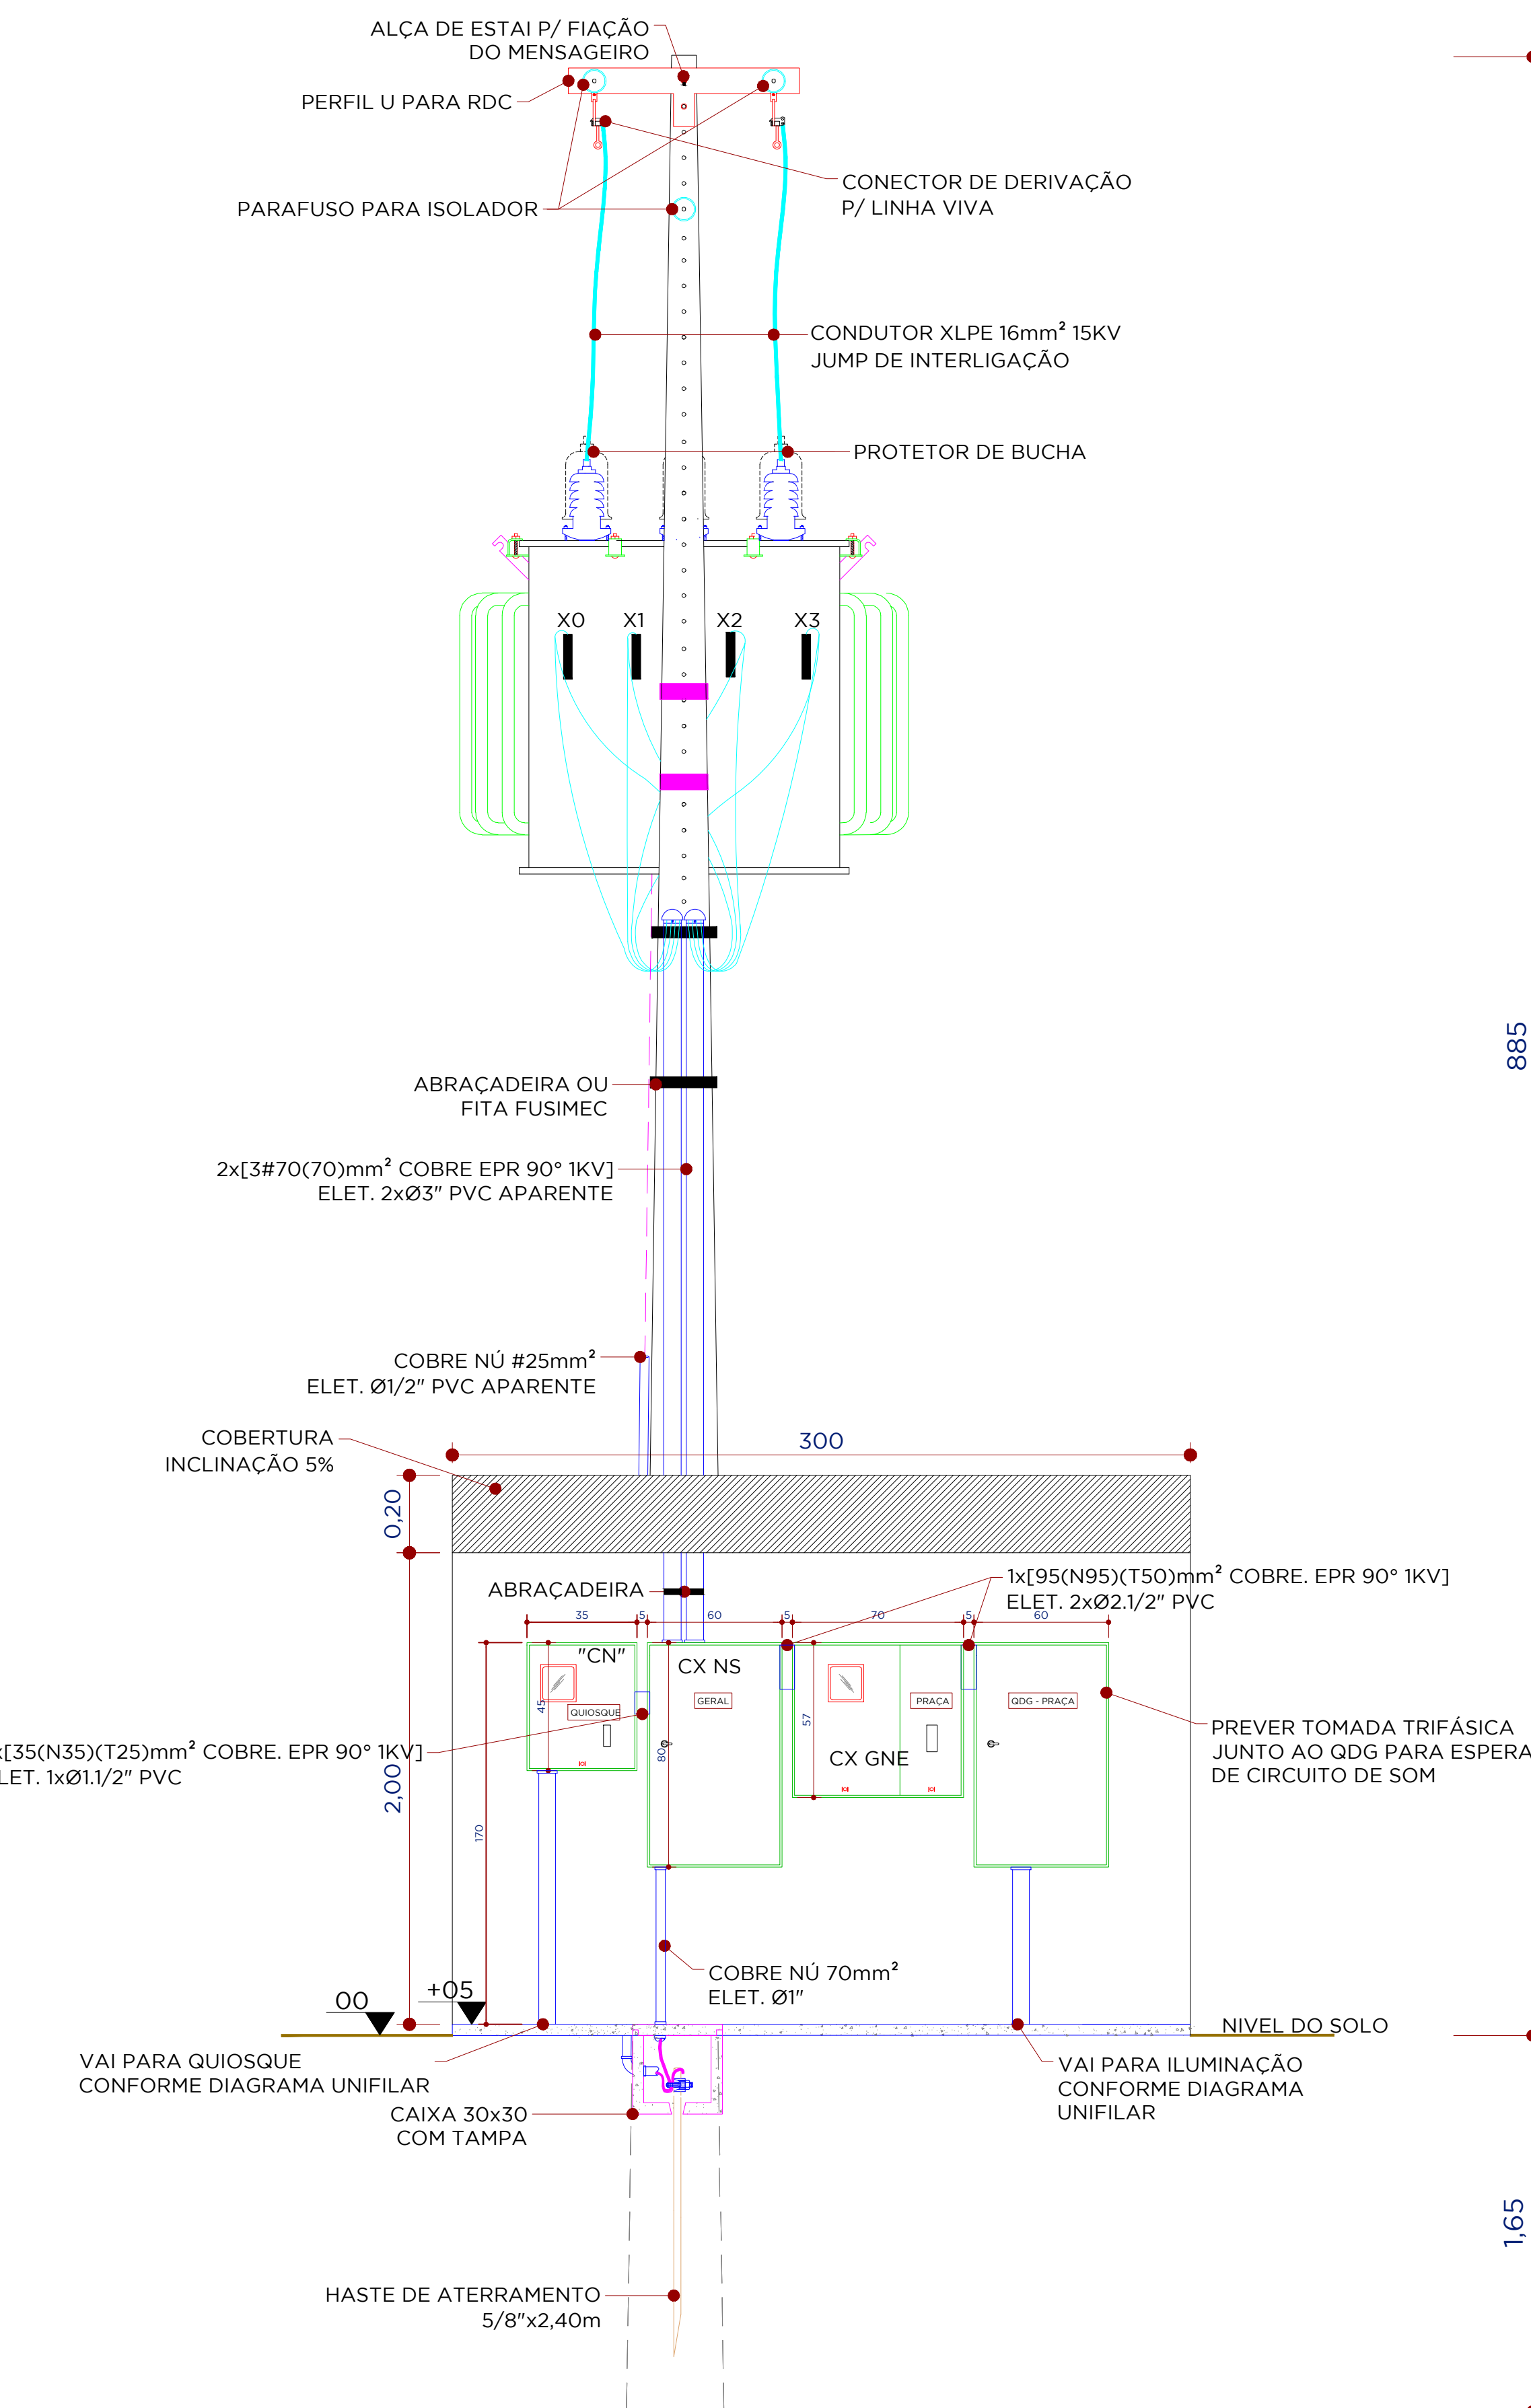 ALÇA DE ESTAI P/ FIAÇÃO
DO MENSAGEIRO
PERFIL U PARA RDC
CONECTOR DE DERIVAÇÃO
P/ LINHA VIVA
PARAFUSO PARA ISOLADOR
CONDUTOR XLPE 16mm² 15KV
JUMP DE INTERLIGAÇÃO
PROTETOR DE BUCHA
X0 X1 X2 X3
885
ABRAÇADEIRA OU
FITA FUSIMEC
2x[3#70(70)mm² COBRE EPR 90° 1KV]
ELET. 2xØ3" PVC APARENTE
COBRE NÚ #25mm²
ELET. Ø1/2" PVC APARENTE
COBERTURA
INCLINAÇÃO 5%
300
0,20
ABRAÇADEIRA
1x[95(N95)(T50)mm² COBRE. EPR 90° 1KV]
ELET. 2xØ2.1/2" PVC
35 5 60 5 70 5 60
"CN"
CX NS
QUIOSQUE
GERAL
PRAÇA
QDG - PRAÇA
45
80
57
CX GNE
170
2,00
x[35(N35)(T25)mm² COBRE. EPR 90° 1KV]
LET. 1xØ1.1/2" PVC
PREVER TOMADA TRIFÁSICA
JUNTO AO QDG PARA ESPERA
DE CIRCUITO DE SOM
COBRE NÚ 70mm²
ELET. Ø1"
00
+05
NIVEL DO SOLO
VAI PARA QUIOSQUE
CONFORME DIAGRAMA UNIFILAR
VAI PARA ILUMINAÇÃO
CONFORME DIAGRAMA
UNIFILAR
CAIXA 30x30
COM TAMPA
1,65
HASTE DE ATERRAMENTO
5/8"x2,40m